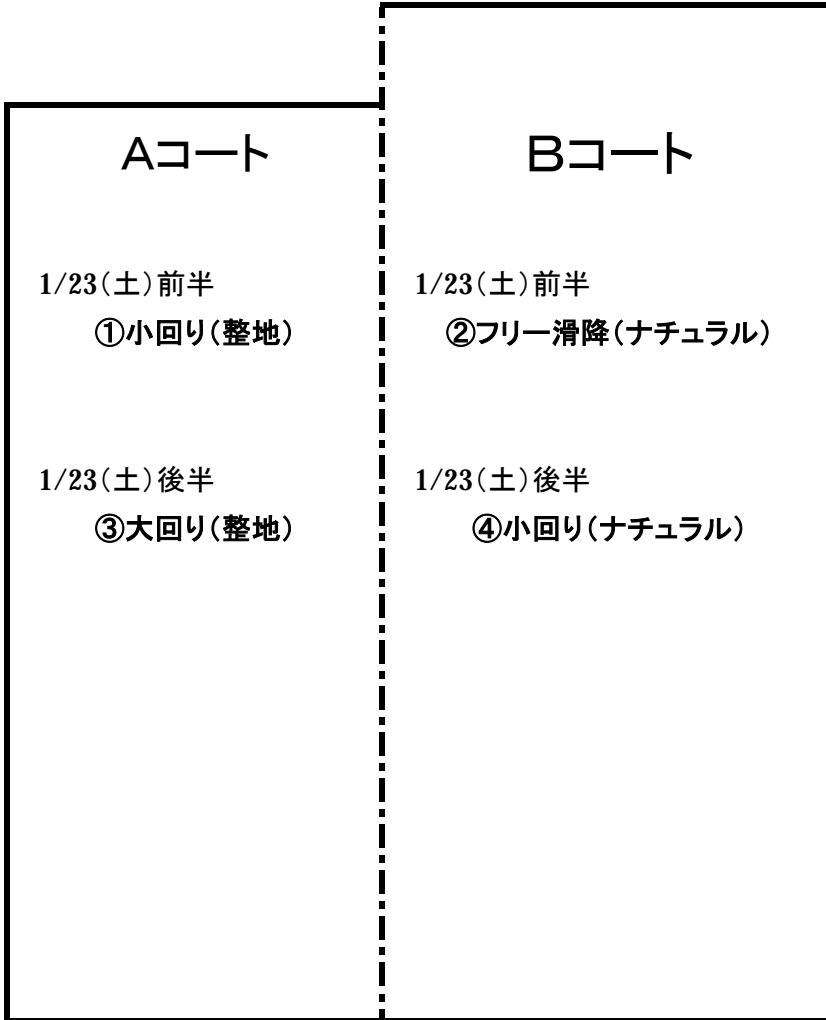 Aコート
1/23(土)前半
①小回り(整地)
1/23(土)後半
③大回り(整地)
Bコート
1/23(土)前半
②フリー滑降(ナチュラル)
1/23(土)後半
④小回り(ナチュラル)